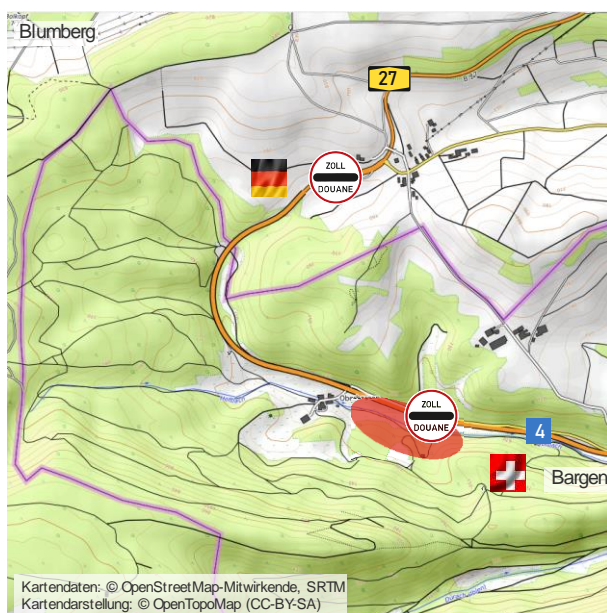 Blumberg
27
ZOLL
DOUANE
ZOLL
DOUANE
4
Bargen
Kartendaten: © OpenStreetMap-Mitwirkende, SRTM
Kartendarstellung: © OpenTopoMap (CC-BY-SA)